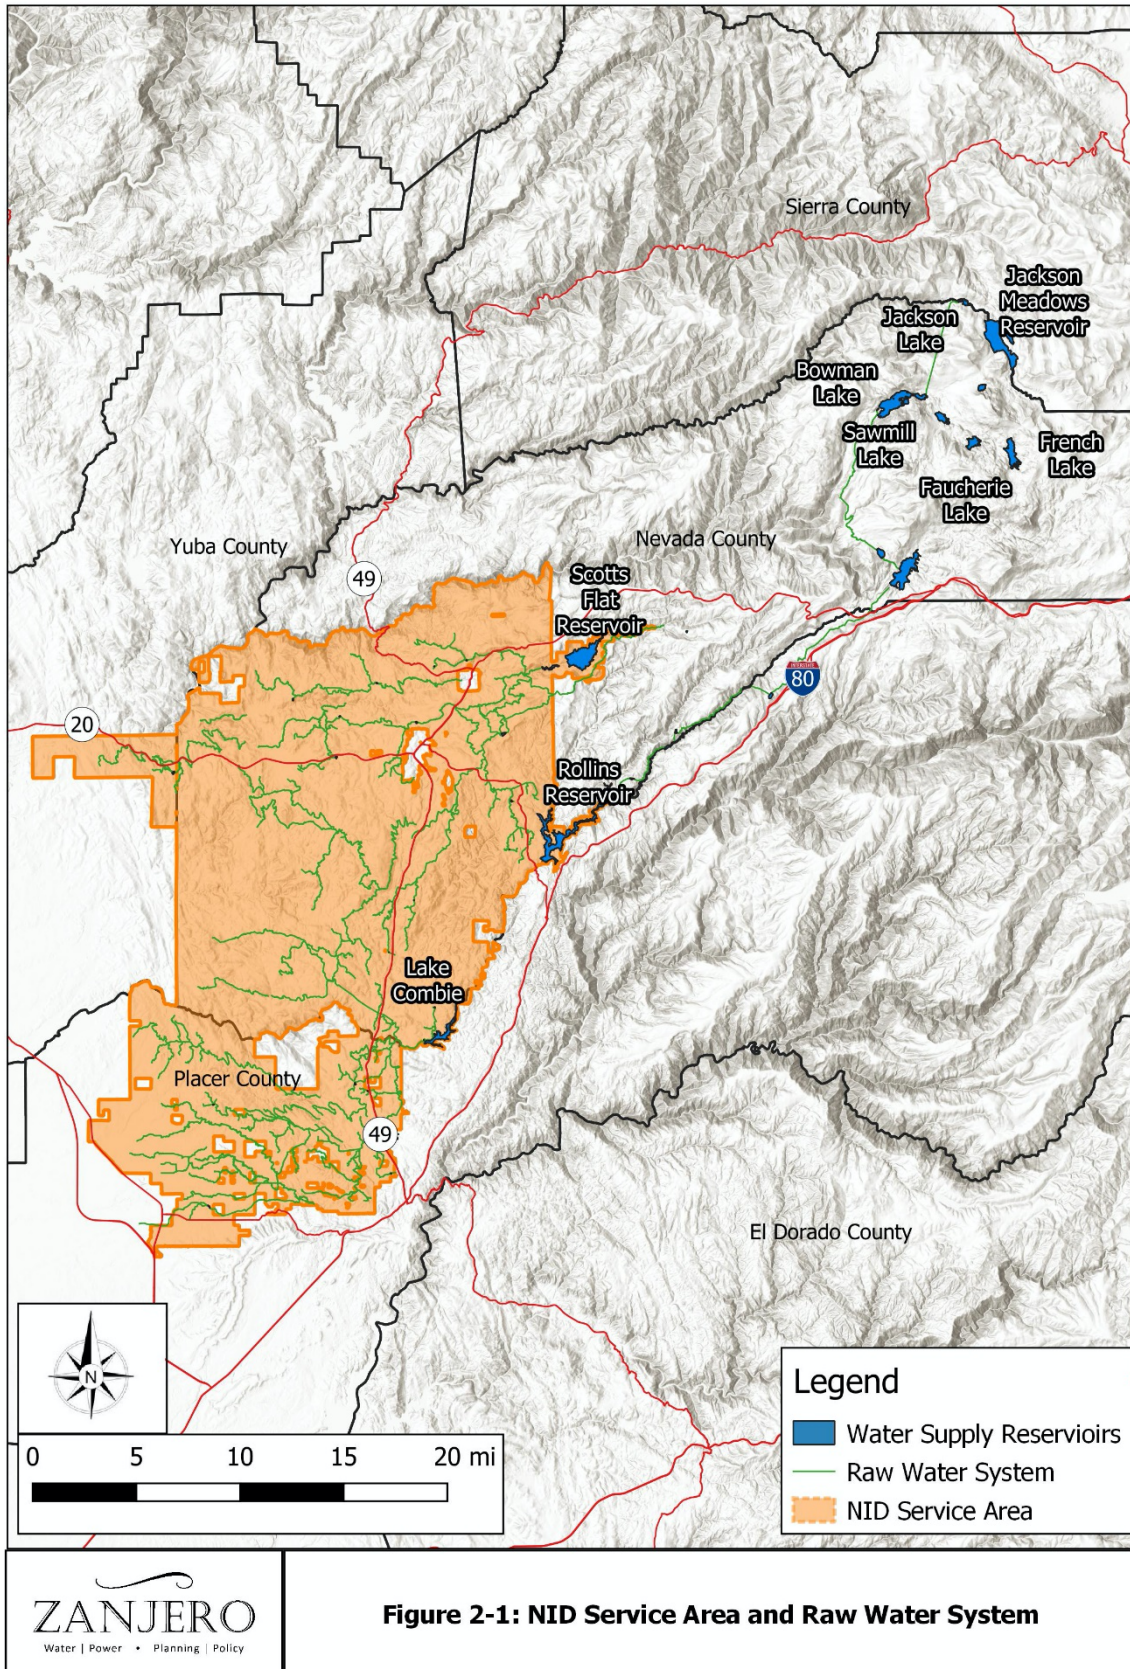 Sierra County
Jackson
Meadows
Reservoir
Jackson
Lake
Bowman
Lake
Sawmill
Lake
French
Lake
Faucherie
Lake
Yuba County
Nevada County
49
Scotts
Flat
Reservoir
INTERSTATE
80
20
Rollins
Reservoir
Lake
Combie
Placer County
49
El Dorado County
N
0 5 10 15 20 mi
Legend
Water Supply Reservioirs
Raw Water System
NID Service Area
ZANJERO
Water | Power • Planning | Policy
Figure 2-1: NID Service Area and Raw Water System